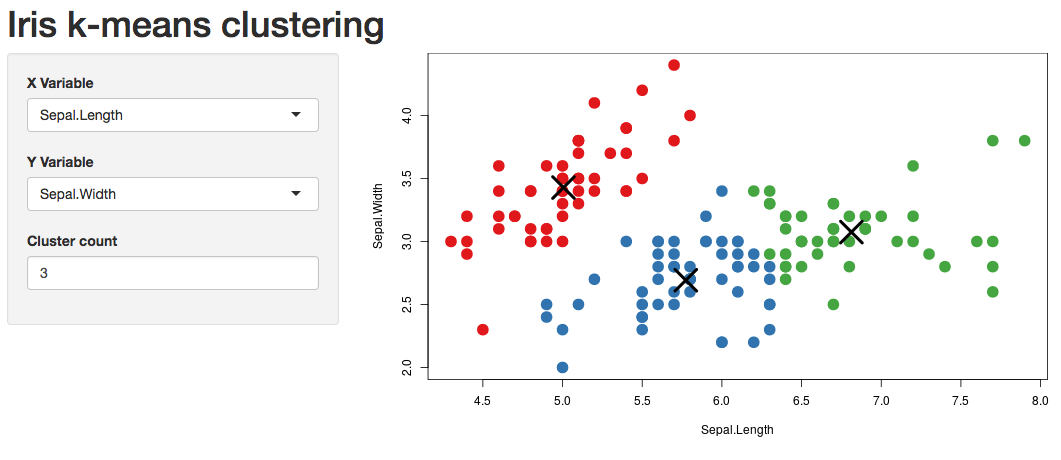 Iris k-means clustering
X Variable
Sepal.Length
Y Variable
Sepal.Width
Cluster count
3
Sepal.Width
4.0
3.5
3.0
2.5
2.0
4.5 5.0 5.5 6.0 6.5 7.0 7.5 8.0
Sepal.Length